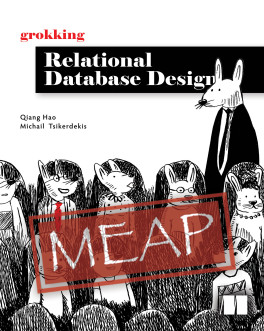 grokking
Relational
Database Design
Qiang Hao
Michail Tsikerdekis
MEAP